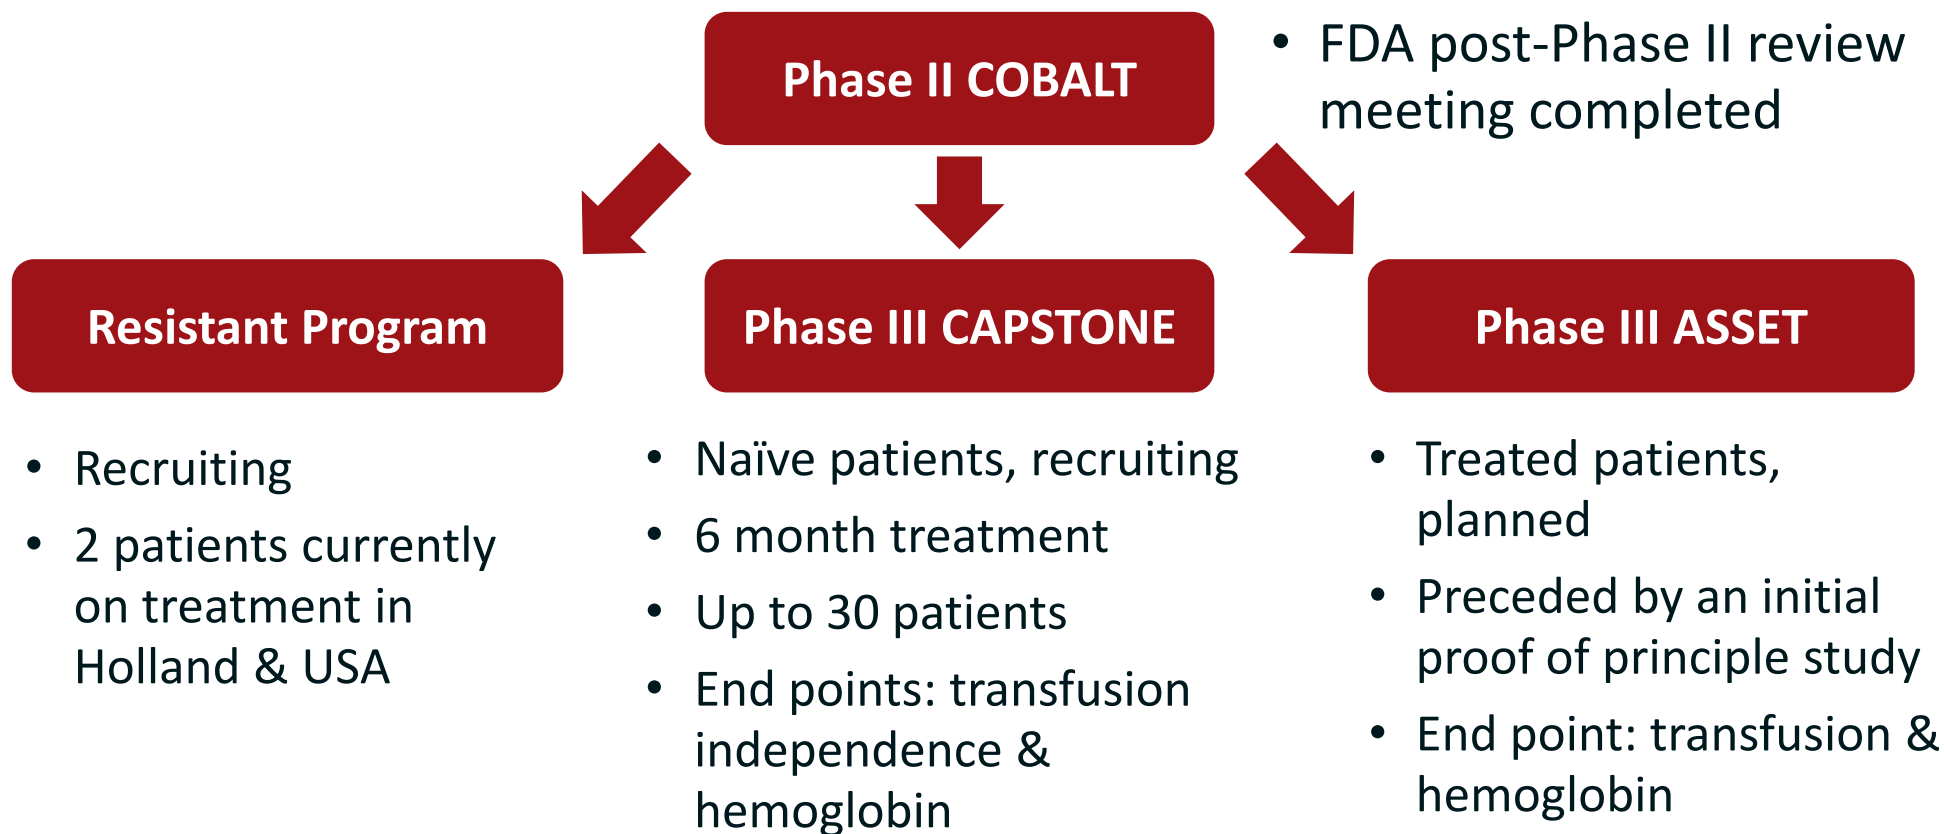 Phase II COBALT
• FDA post-Phase II review
meeting completed
Resistant Program
• Recruiting
• 2 patients currently
on treatment in
Holland & USA
Phase III CAPSTONE
• Naïve patients, recruiting
• 6 month treatment
• Up to 30 patients
• End points: transfusion
independence &
hemoglobin
Phase III ASSET
• Treated patients,
planned
• Preceded by an initial
proof of principle study
• End point: transfusion &
hemoglobin